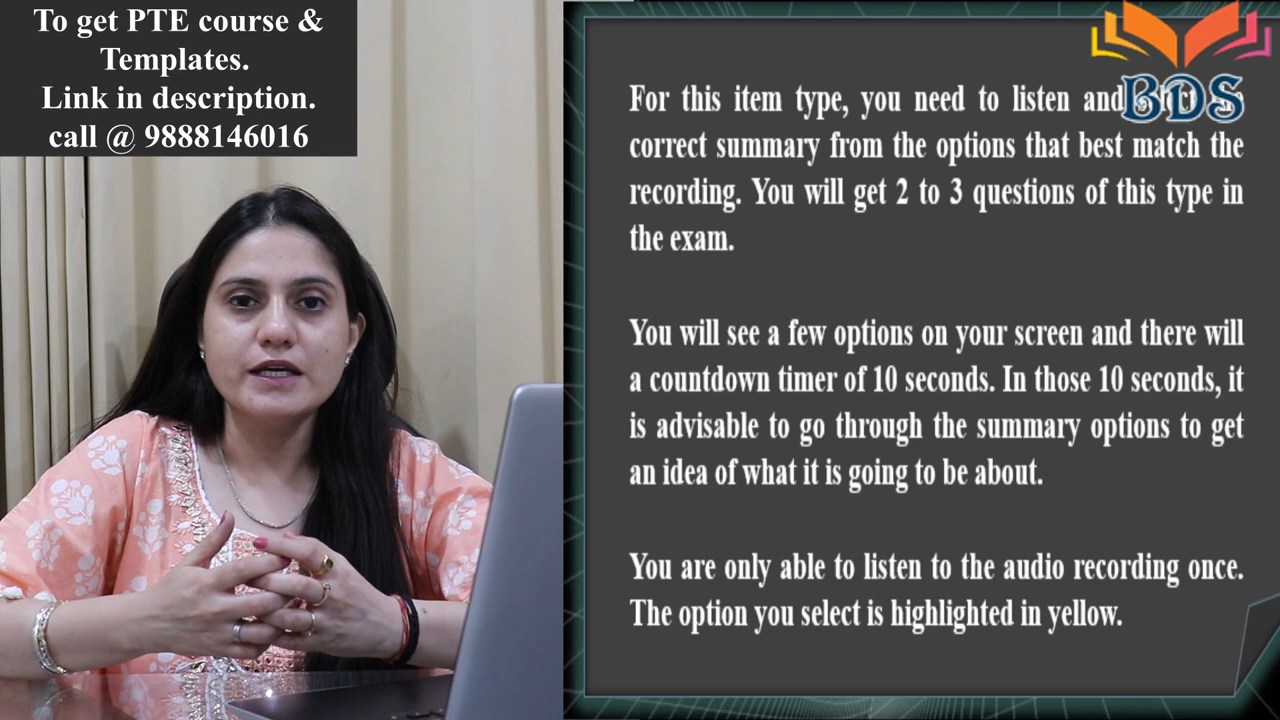 To get PTE course &
Templates.
Link in description.
call @ 9888146016
BDS
For this item type, you need to listen and
correct summary from the options that best match the
recording. You will get 2 to 3 questions of this type in
the exam.
You will see a few options on your screen and there will
a countdown timer of 10 seconds. In those 10 seconds, it
is advisable to go through the summary options to get
an idea of what it is going to be about.
You are only able to listen to the audio recording once.
The option you select is highlighted in yellow.